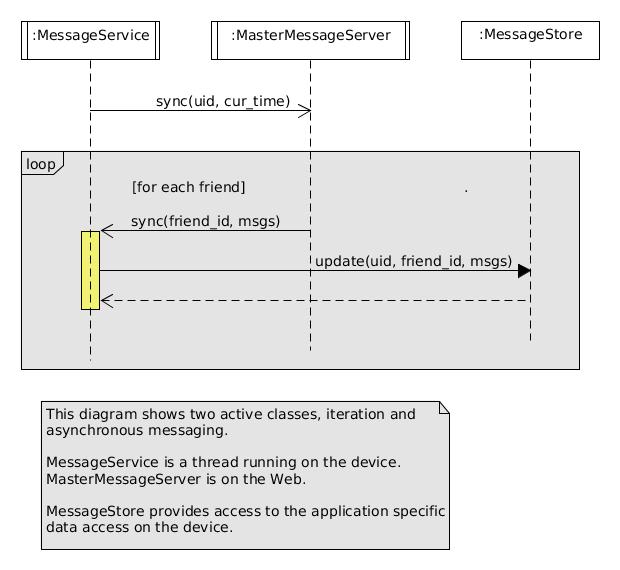 :MessageService
:MasterMessageServer
:MessageStore
sync(uid, cur_time)
loop
[for each friend]
.
sync(friend_id, msgs)
update(uid, friend_id, msgs)
This diagram shows two active classes, iteration and
asynchronous messaging.
MessageService is a thread running on the device.
MasterMessageServer is on the Web.
MessageStore provides access to the application specific
data access on the device.